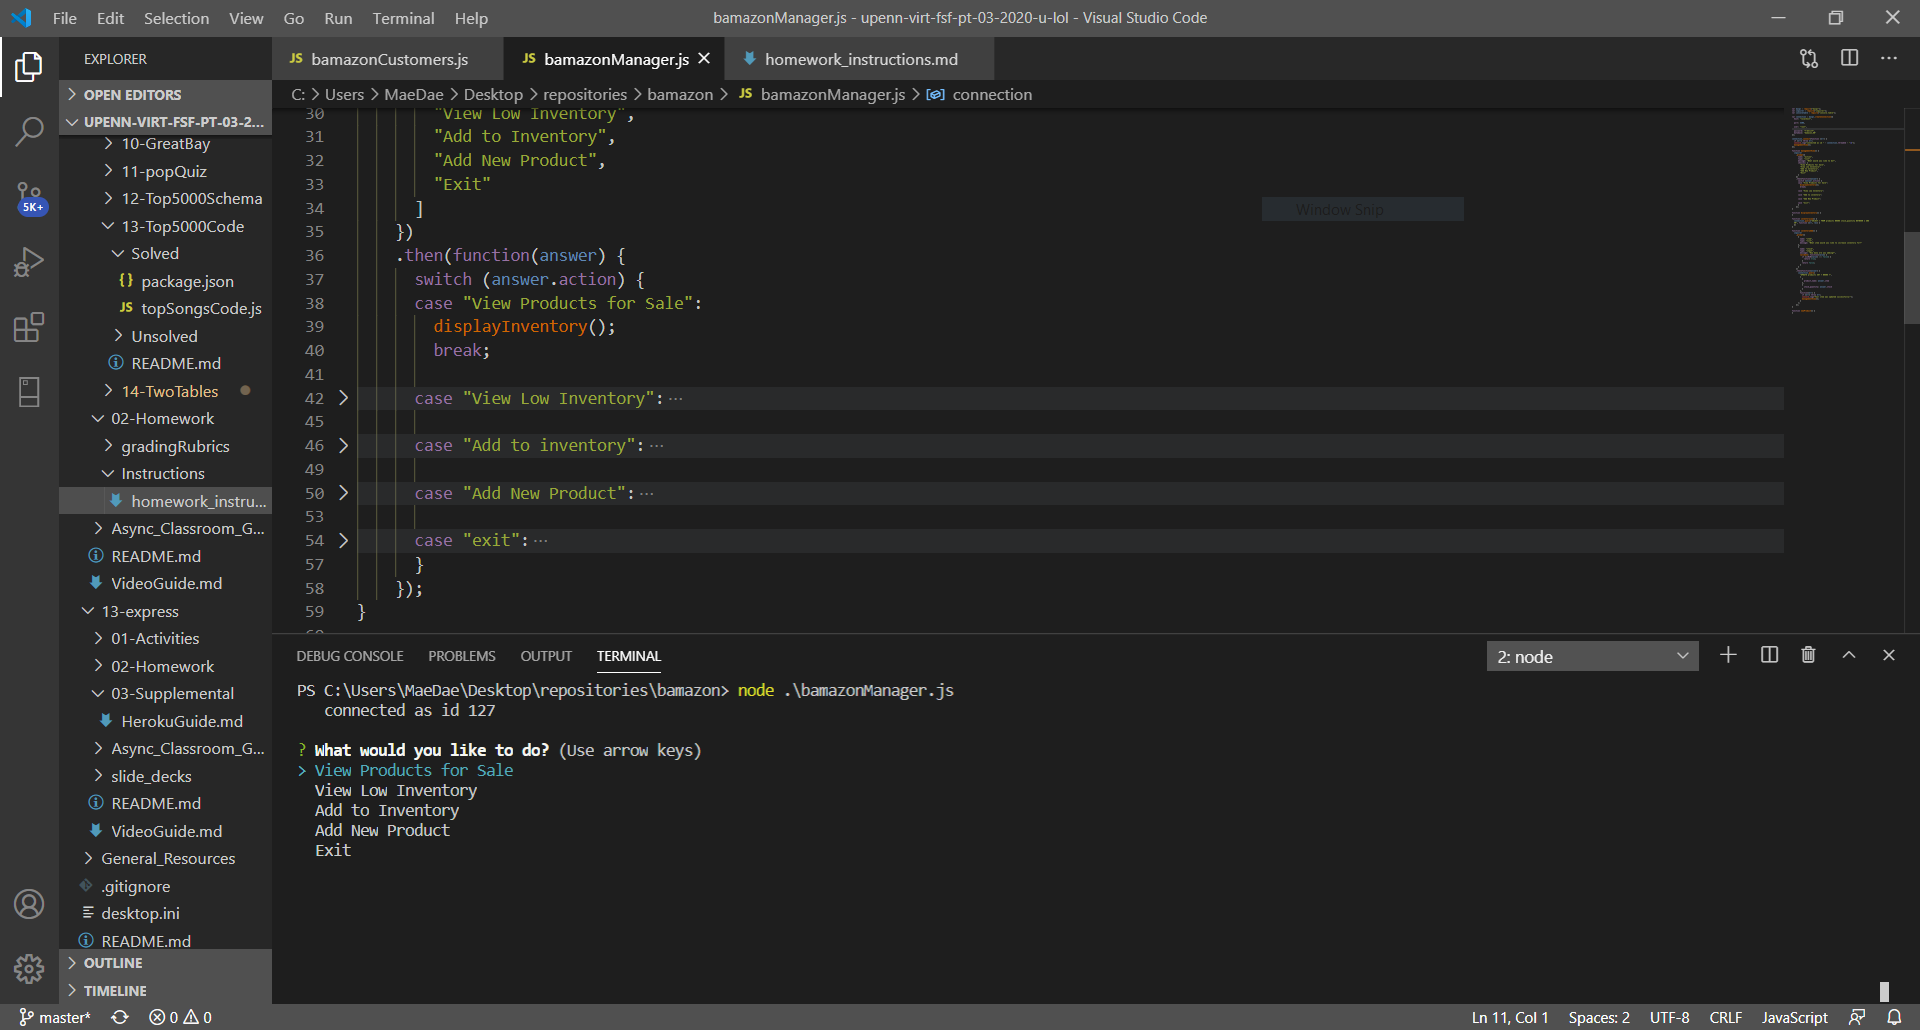 File Edit Selection View Go Run Terminal Help
bamazonManager.js - upenn-virt-fsf-pt-03-2020-u-lol - Visual Studio Code
EXPLORER
OPEN EDITORS
UPENN-VIRT-FSF-PT-03-2...
10-GreatBay
11-popQuiz
12-Top5000Schema
13-Top5000Code
Solved
{} package.json
JS topSongsCode.js
Unsolved
README.md
14-TwoTables
02-Homework
gradingRubrics
Instructions
homework_instru...
Async_Classroom_G...
README.md
VideoGuide.md
13-express
01-Activities
02-Homework
03-Supplemental
HerokuGuide.md
Async_Classroom_G...
slide_decks
README.md
VideoGuide.md
General_Resources
.gitignore
desktop.ini
README.md
OUTLINE
TIMELINE
5K+
JS bamazonCustomers.js
JS bamazonManager.js
homework_instructions.md
C: > Users > MaeDae > Desktop > repositories > bamazon > JS bamazonManager.js > connection
30 "View Low Inventory",
31 "Add to Inventory",
32 "Add New Product",
33 "Exit"
34 ]
35 })
36 .then(function(answer) {
37 switch (answer.action) {
38 case "View Products for Sale":
39 displayInventory();
40 break;
41
42 case "View Low Inventory": ...
45
46 case "Add to inventory": ...
49
50 case "Add New Product": ...
53
54 case "exit": ...
57 }
58 });
59 }
60
Window Snip
DEBUG CONSOLE PROBLEMS OUTPUT TERMINAL
2: node
PS C:\Users\MaeDae\Desktop\repositories\bamazon> node .\bamazonManager.js
connected as id 127
? What would you like to do? (Use arrow keys)
> View Products for Sale
View Low Inventory
Add to Inventory
Add New Product
Exit
master* 0 0
Ln 11, Col 1 Spaces: 2 UTF-8 CRLF JavaScript